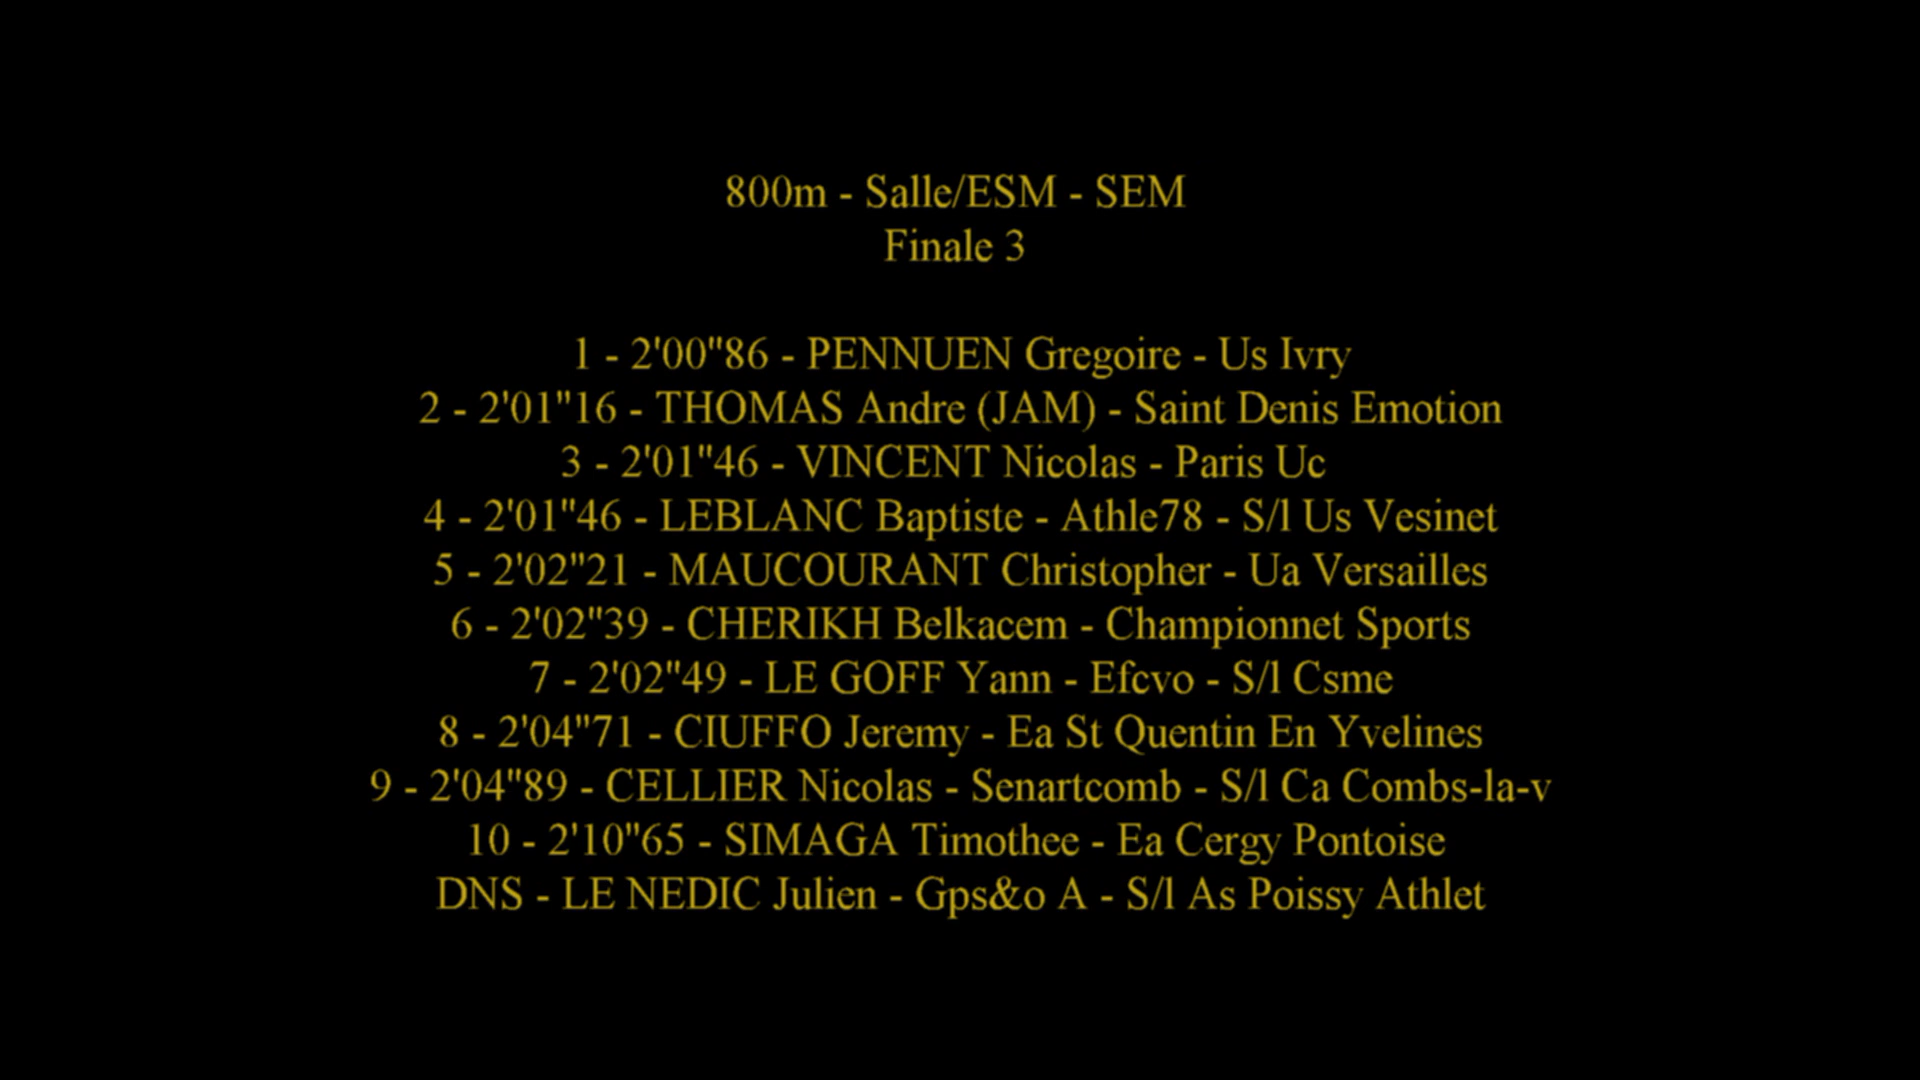 800m - Salle/ESM - SEM
Finale 3
1 - 2'00"86 - PENNUEN Gregoire - Us Ivry
2 - 2'01"16 - THOMAS Andre (JAM) - Saint Denis Emotion
3 - 2'01"46 - VINCENT Nicolas - Paris Uc
4 - 2'01"46 - LEBLANC Baptiste - Athle78 - S/l Us Vesinet
5 - 2'02"21 - MAUCOURANT Christopher - Ua Versailles
6 - 2'02"39 - CHERIKH Belkacem - Championnet Sports
7 - 2'02"49 - LE GOFF Yann - Efcvo - S/l Csme
8 - 2'04"71 - CIUFFO Jeremy - Ea St Quentin En Yvelines
9 - 2'04"89 - CELLIER Nicolas - Senartcomb - S/l Ca Combs-la-v
10 - 2'10"65 - SIMAGA Timothee - Ea Cergy Pontoise
DNS - LE NEDIC Julien - Gps&o A - S/l As Poissy Athlet